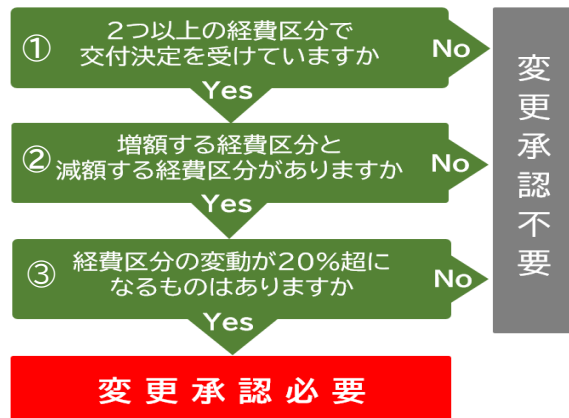 ① 2つ以上の経費区分で
交付決定を受けていますか
No
Yes
② 増額する経費区分と
減額する経費区分がありますか
No
Yes
③ 経費区分の変動が20%超に
なるものはありますか
No
Yes
変更承認不要
変更承認必要